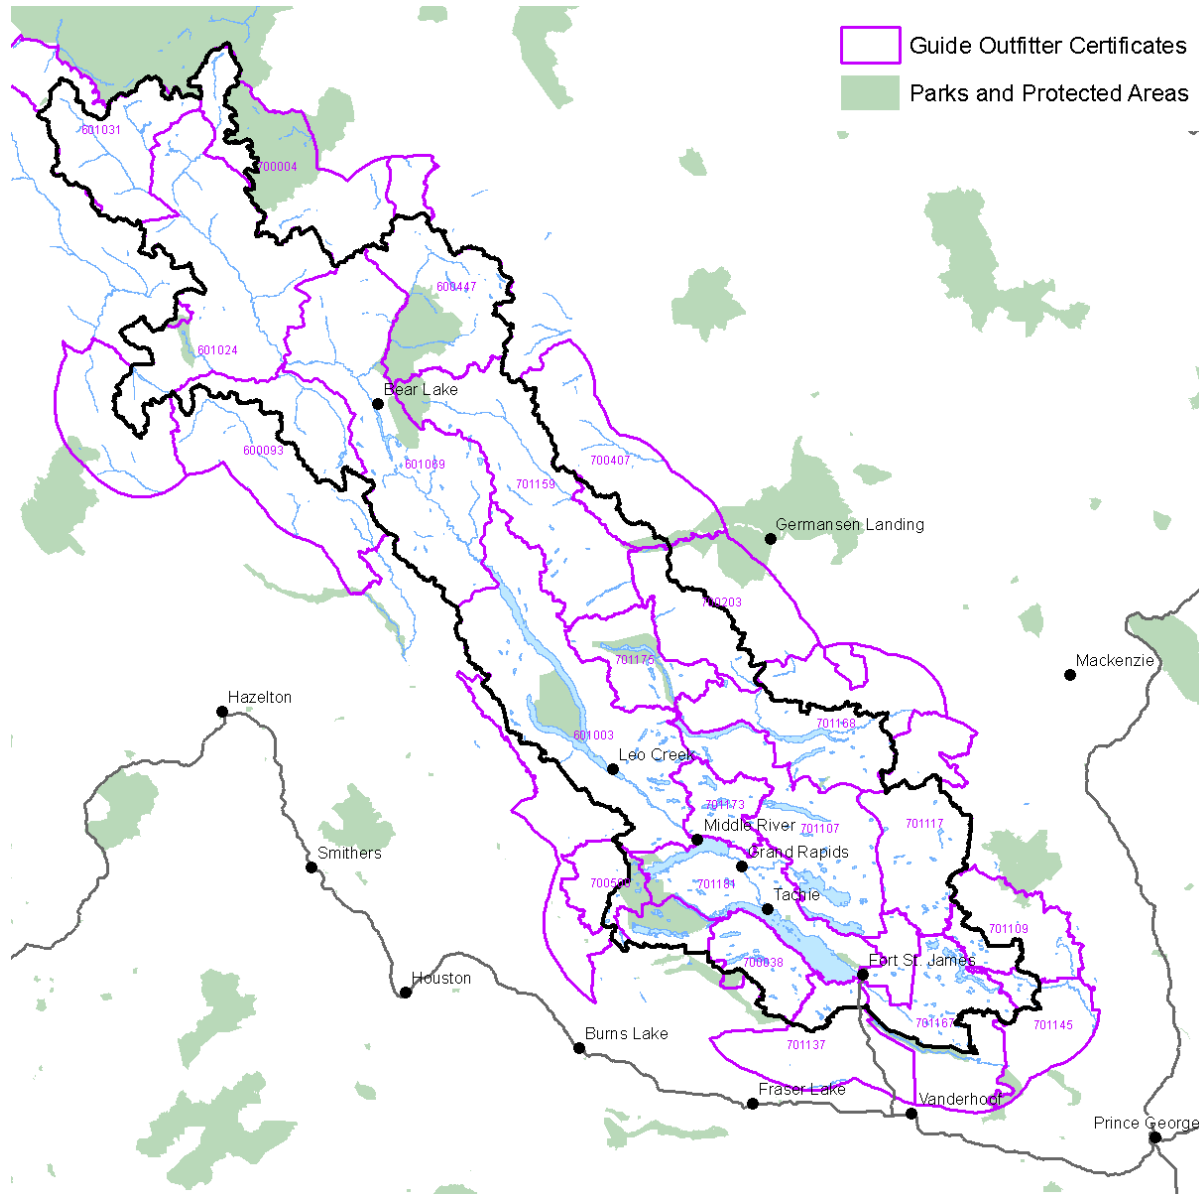 Guide Outfitter Certificates
Parks and Protected Areas
601031
700004
600447
601024
Bear Lake
600093
601069
700407
701159
Germansen Landing
700203
701175
Mackenzie
Hazelton
601003
701168
Leo Creek
701173
701107
701117
Middle River
Grand Rapids
Smithers
701181
Tachie
701109
700038
Fort St. James
Houston
701167
701145
Burns Lake
701137
Fraser Lake
Vanderhoof
Prince George